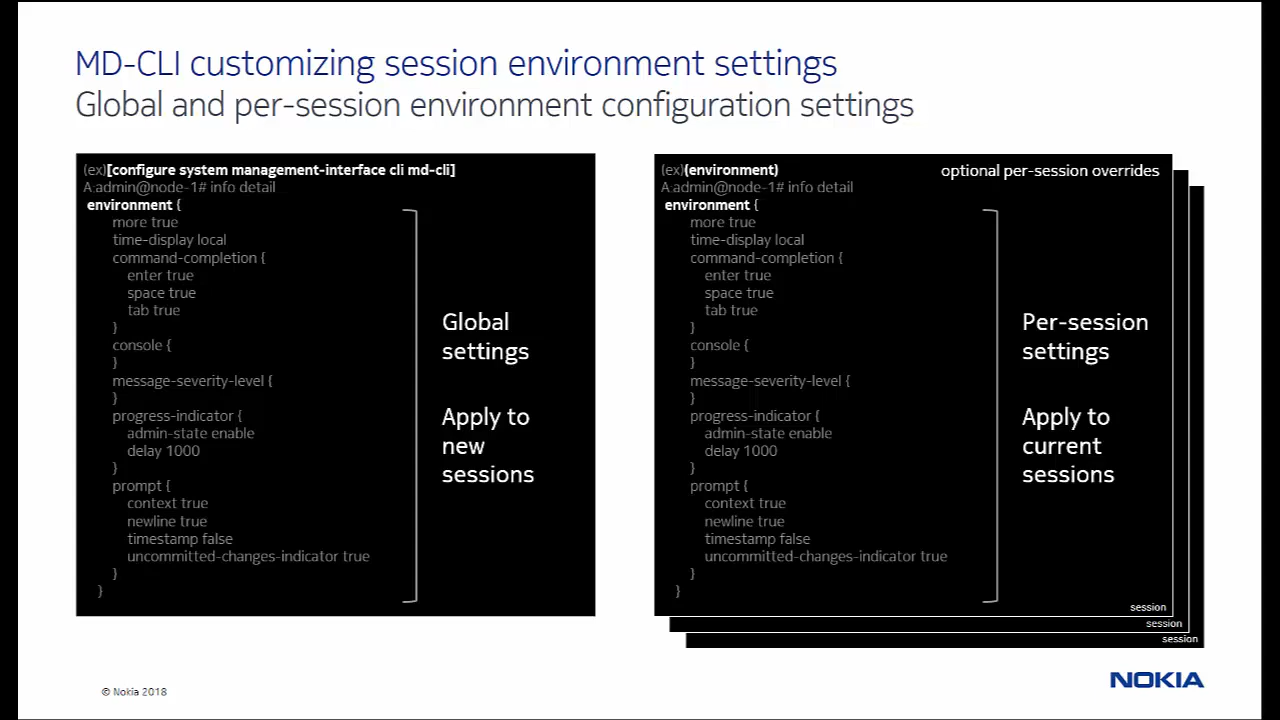 MD-CLI customizing session environment settings
Global and per-session environment configuration settings
(ex)[configure system management-interface cli md-cli]
A:admin@node-1# info detail
environment {
more true
time-display local
command-completion {
enter true
space true
tab true
}
console {
}
message-severity-level {
}
progress-indicator {
admin-state enable
delay 1000
}
prompt {
context true
newline true
timestamp false
uncommitted-changes-indicator true
}
}
Global
settings
Apply to
new
sessions
(ex)(environment)
optional per-session overrides
A:admin@node-1# info detail
environment {
more true
time-display local
command-completion {
enter true
space true
tab true
}
console {
}
message-severity-level {
}
progress-indicator {
admin-state enable
delay 1000
}
prompt {
context true
newline true
timestamp false
uncommitted-changes-indicator true
}
}
Per-session
settings
Apply to
current
sessions
session
session
session
© Nokia 2018
NOKIA